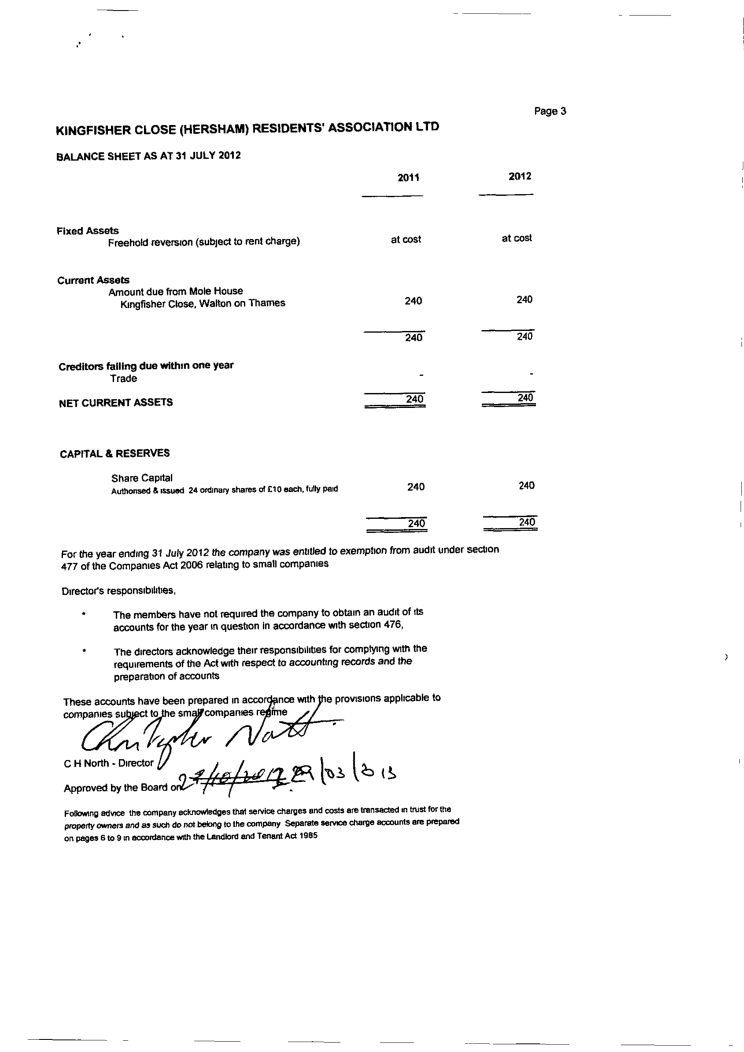 Page 3
KINGFISHER CLOSE (HERSHAM) RESIDENTS' ASSOCIATION LTD
BALANCE SHEET AS AT 31 JULY 2012
2011 2012
Fixed Assets
Freehold reversion (subject to rent charge) at cost at cost
Current Assets
Amount due from Mole House
Kingfisher Close, Walton on Thames 240 240
240 240
Creditors falling due within one year
Trade - -
NET CURRENT ASSETS 240 240
CAPITAL & RESERVES
Share Capital
Authorised & issued 24 ordinary shares of £10 each, fully paid 240 240
240 240
For the year ending 31 July 2012 the company was entitled to exemption from audit under section
477 of the Companies Act 2006 relating to small companies
Director's responsibilities,
* The members have not required the company to obtain an audit of its
accounts for the year in question in accordance with section 476,
* The directors acknowledge their responsibilities for complying with the
requirements of the Act with respect to accounting records and the
preparation of accounts
These accounts have been prepared in accordance with the provisions applicable to
companies subject to the small companies regime
Christopher
C H North - Director
Approved by the Board on /03/
Following advice the company acknowledges that service charges and costs are transacted in trust for the
property owners and as such do not belong to the company Separate service charge accounts are prepared
on pages 6 to 9 in accordance with the Landlord and Tenant Act 1985